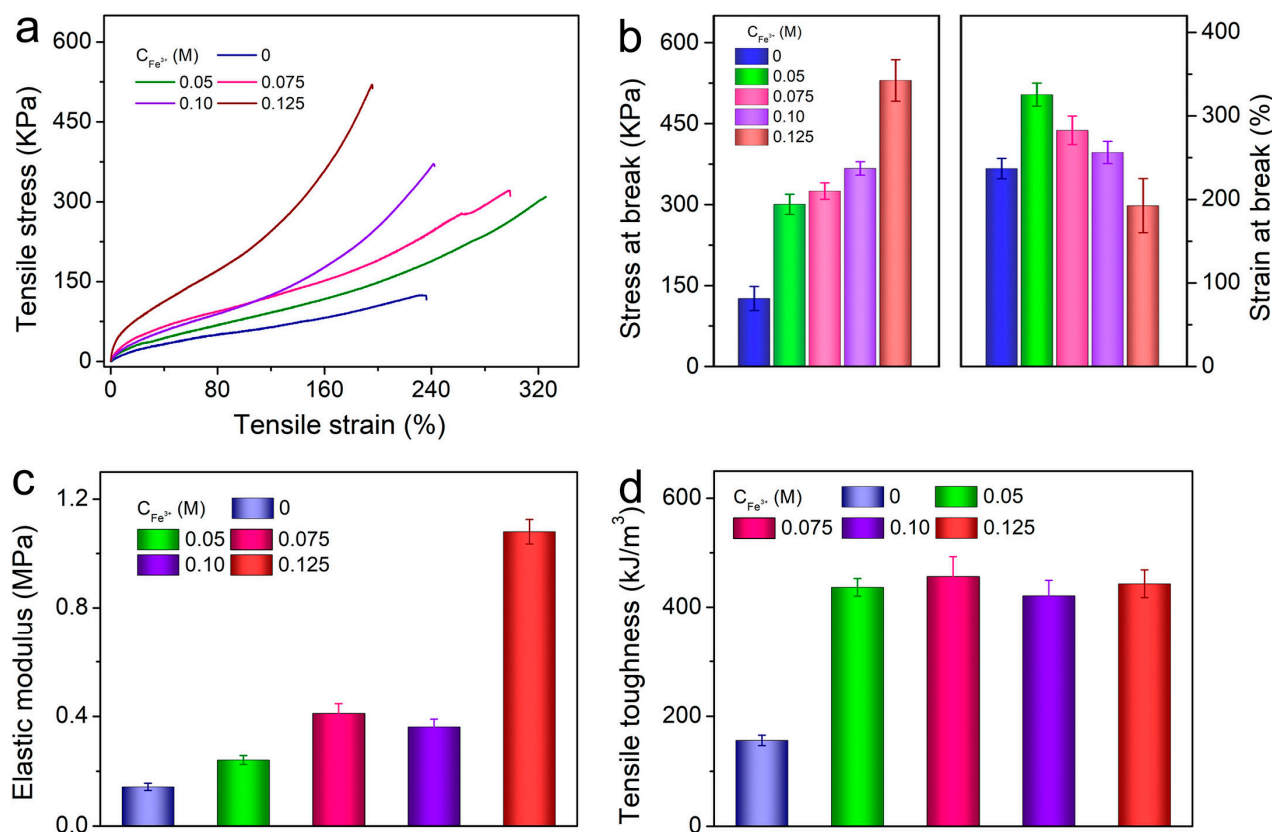 a
600
450
300
150
0
Tensile stress (KPa)
C_Fe³⁺ (M) 0
0.05 0.075
0.10 0.125
0 80 160 240 320
Tensile strain (%)
b
600
450
300
150
0
Stress at break (KPa)
C_Fe³⁺ (M)
0
0.05
0.075
0.10
0.125
400
300
200
100
0
Strain at break (%)
c
1.2
0.8
0.4
0.0
Elastic modulus (MPa)
C_Fe³⁺ (M) 0
0.05 0.075
0.10 0.125
d
600
400
200
0
Tensile toughness (kJ/m³)
C_Fe³⁺ (M) 0 0.05
0.075 0.10 0.125